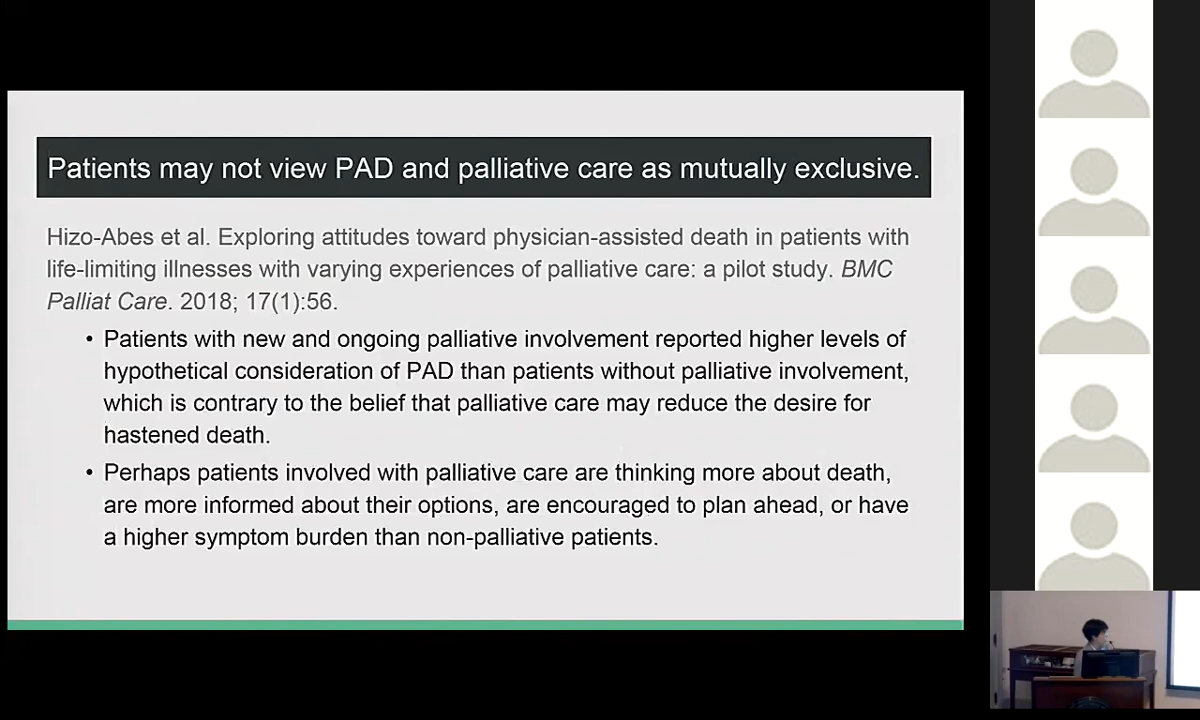 Patients may not view PAD and palliative care as mutually exclusive.
Hizo-Abes et al. Exploring attitudes toward physician-assisted death in patients with
life-limiting illnesses with varying experiences of palliative care: a pilot study. BMC
Palliat Care. 2018; 17(1):56.
• Patients with new and ongoing palliative involvement reported higher levels of
hypothetical consideration of PAD than patients without palliative involvement,
which is contrary to the belief that palliative care may reduce the desire for
hastened death.
• Perhaps patients involved with palliative care are thinking more about death,
are more informed about their options, are encouraged to plan ahead, or have
a higher symptom burden than non-palliative patients.